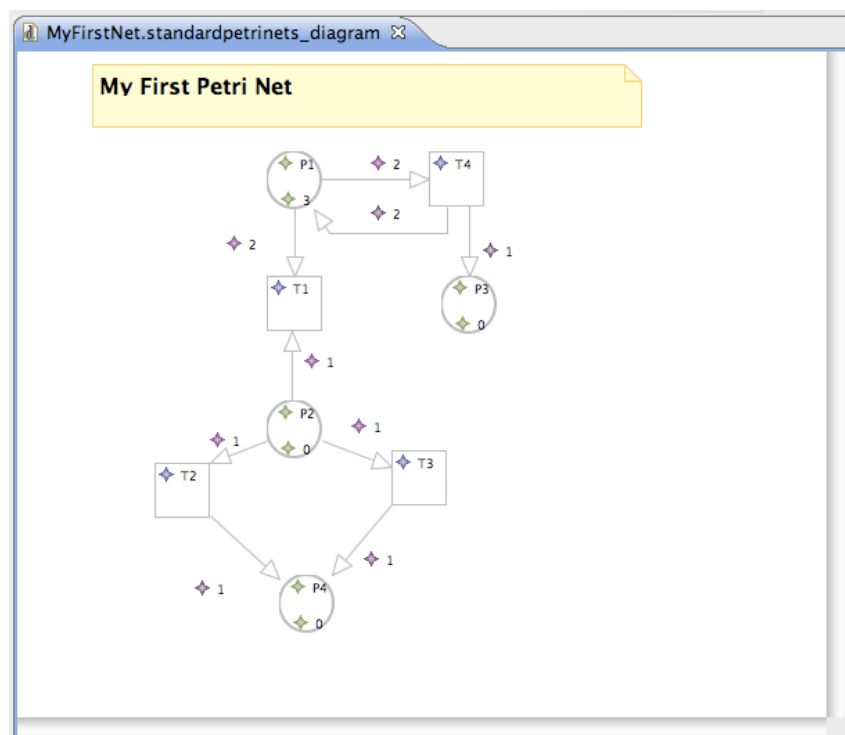 MyFirstNet.standardpetrinets_diagram
My First Petri Net
P1
2
T4
3
2
2
1
T1
P3
0
1
P2
1
1
0
T2
T3
1
1
P4
0